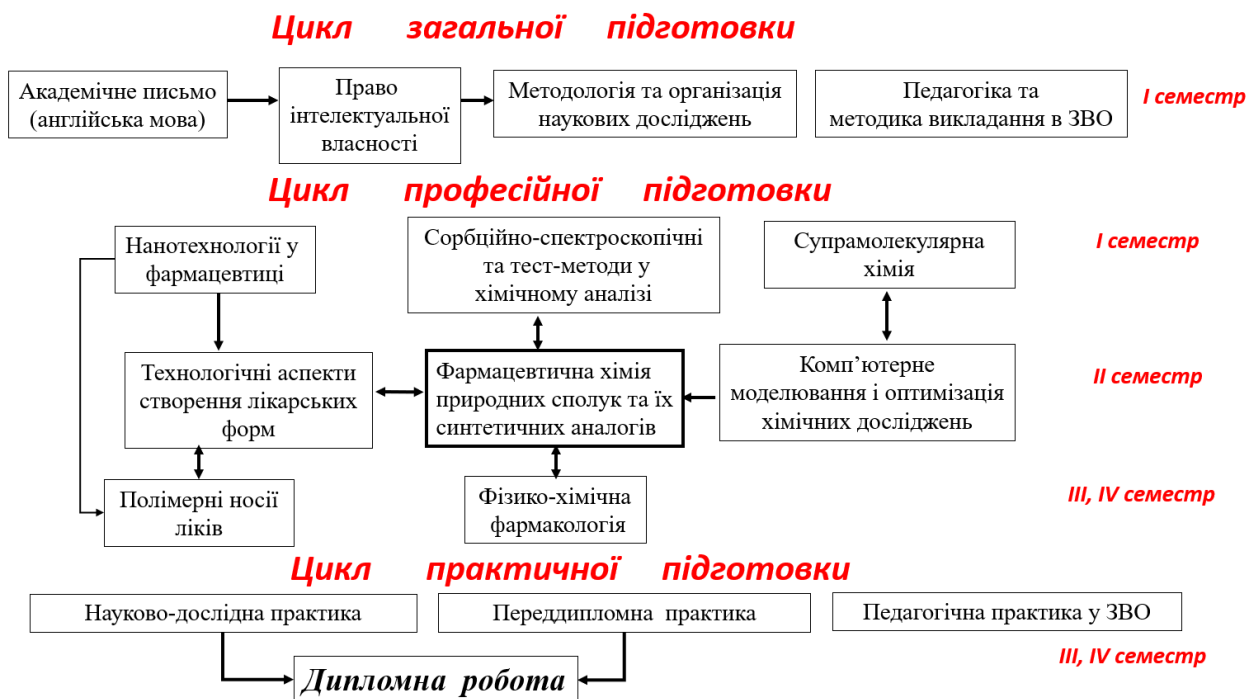 Цикл загальної підготовки
Академічне письмо
(англійська мова)
Право
інтелектуальної
власності
Методологія та організація
наукових досліджень
Педагогіка та
методика викладання в ЗВО
І семестр
Цикл професійної підготовки
Нанотехнології у
фармацевтиці
Сорбційно-спектроскопічні
та тест-методи у
хімічному аналізі
Супрамолекулярна
хімія
І семестр
Технологічні аспекти
створення лікарських
форм
Фармацевтична хімія
природних сполук та їх
синтетичних аналогів
Комп’ютерне
моделювання і оптимізація
хімічних досліджень
ІІ семестр
Полімерні носії
ліків
Фізико-хімічна
фармакологія
ІІІ, IV семестр
Цикл практичної підготовки
Науково-дослідна практика
Переддипломна практика
Педагогічна практика у ЗВО
ІІІ, IV семестр
Дипломна робота